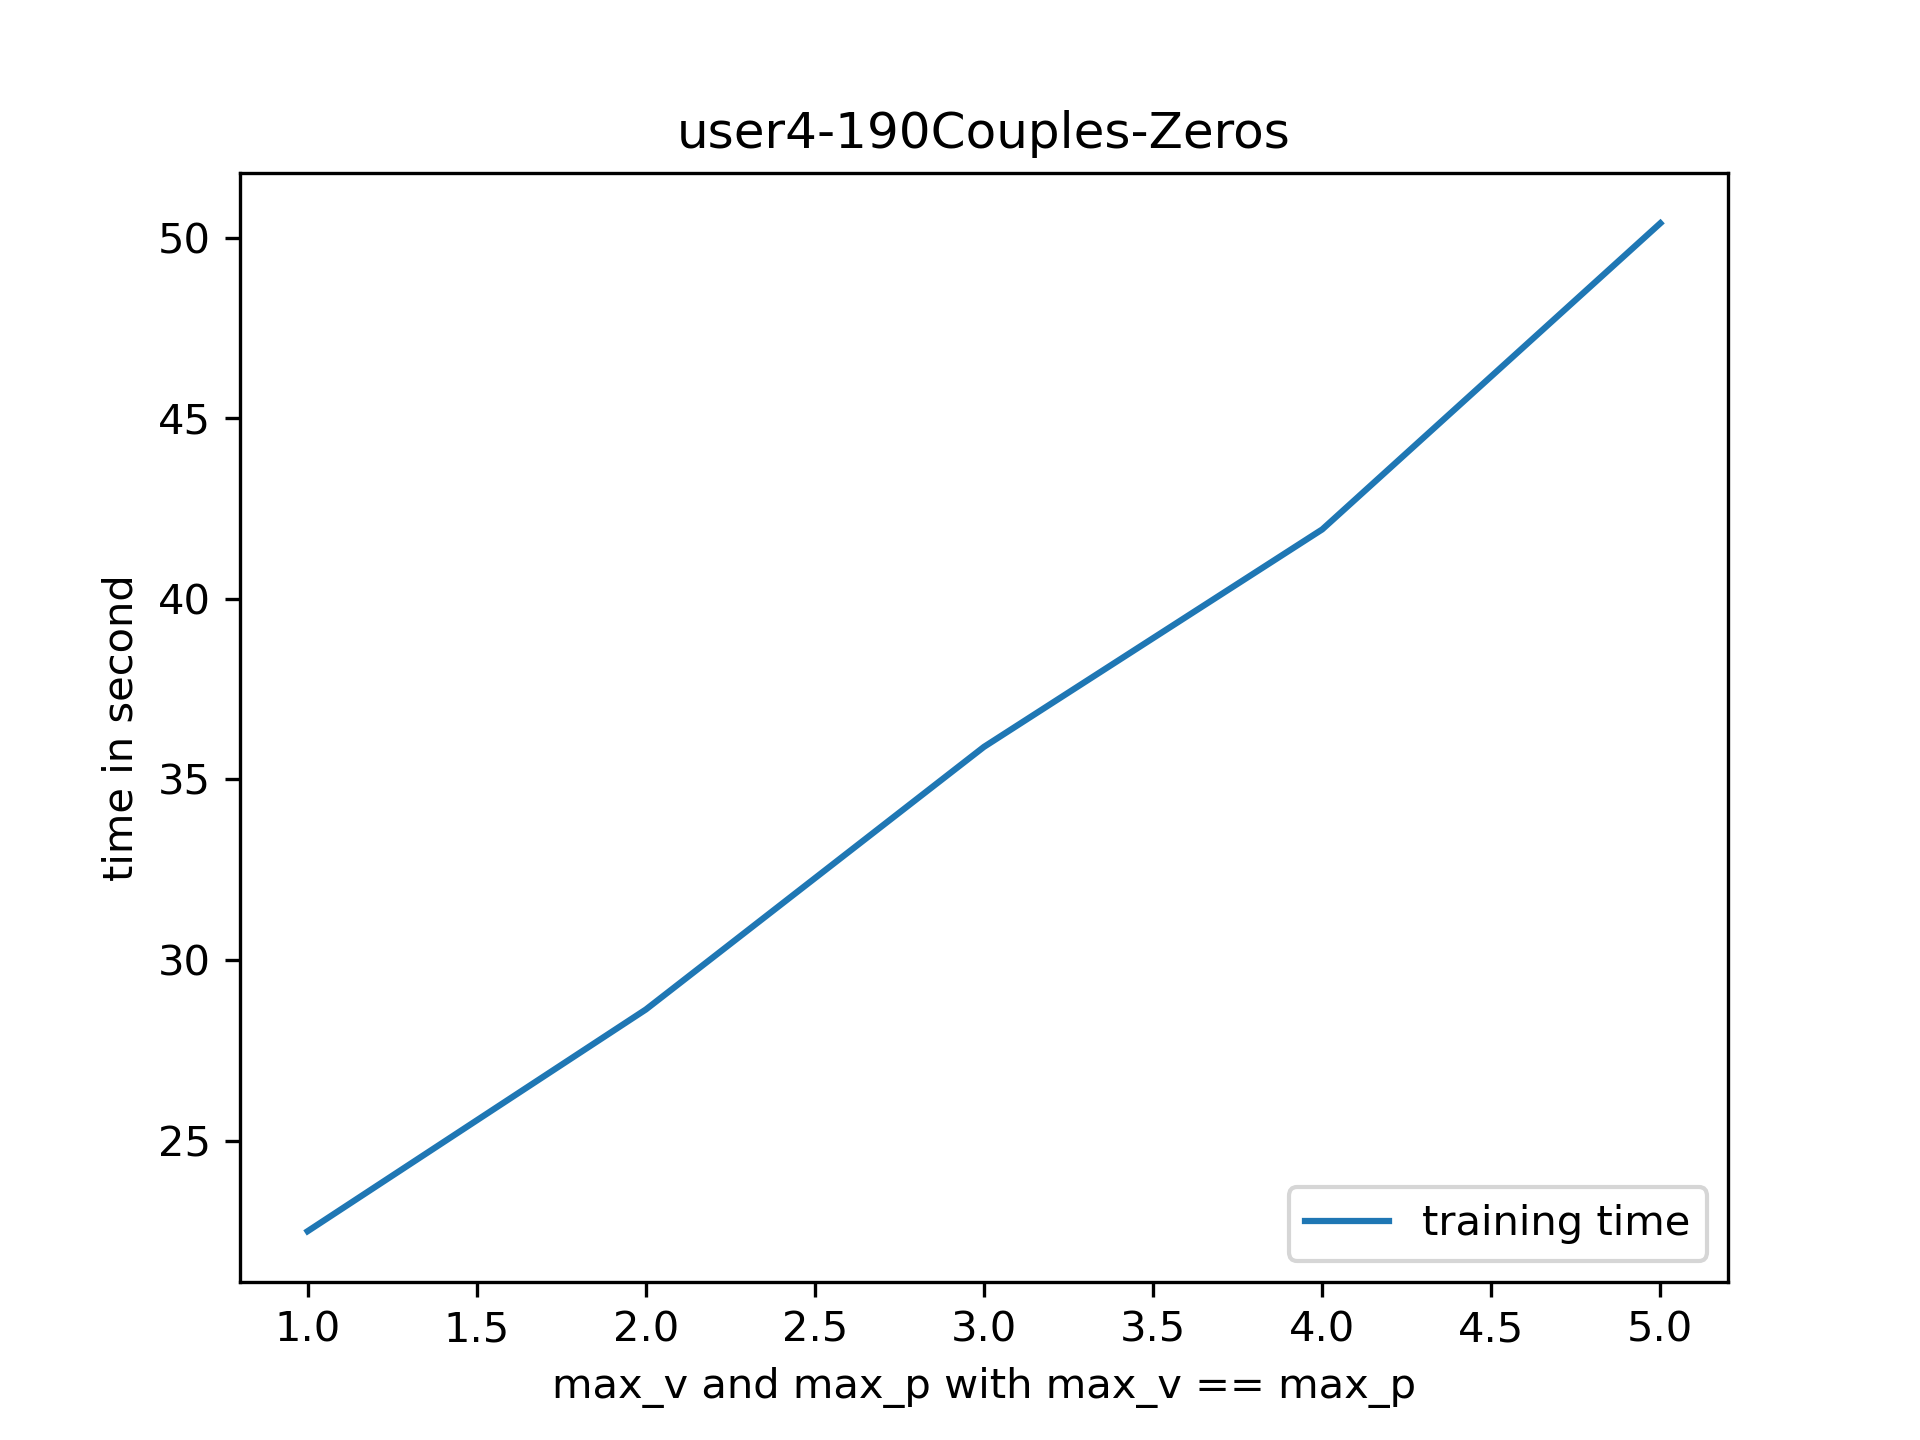 user4-190Couples-Zeros
50
45
40
35
30
25
time in second
training time
1.0 1.5 2.0 2.5 3.0 3.5 4.0 4.5 5.0
max_v and max_p with max_v == max_p